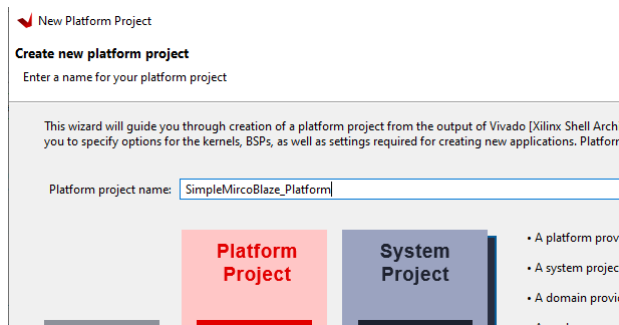 New Platform Project
Create new platform project
Enter a name for your platform project
This wizard will guide you through creation of a platform project from the output of Vivado [Xilinx Shell Arch
you to specify options for the kernels, BSPs, as well as settings required for creating new applications. Platfor
Platform project name: SimpleMircoBlaze_Platform
Platform
Project
System
Project
• A platform prov
• A system projec
• A domain provi